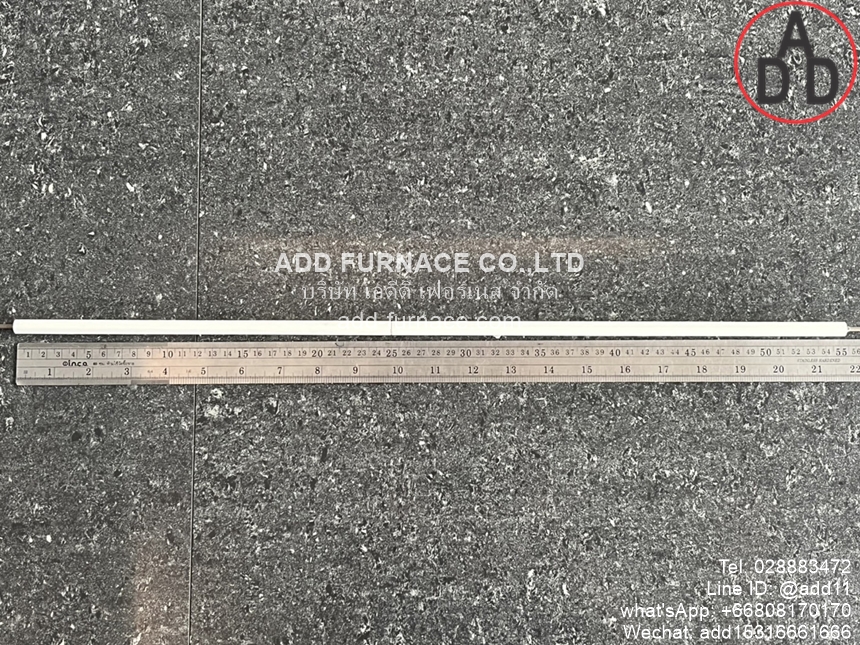 A
DD
ADD FURNACE CO.,LTD
บริษัท เอดีดี เฟอร์เนส จำกัด
add-furnace.com
1 2 3 4 5 6 7 8 9 10 11 12 13 14 15 16 17 18 19 20 21 22 23 24 25 26 27 28 29 30 31 32 33 34 35 36 37 38 39 40 41 42 43 44 45 46 47 48 49 50 51 52 53 54 55 56
STAINLESS HARDENED
1 2 3 4 5 6 7 8 9 10 11 12 13 14 15 16 17 18 19 20 21 22
Tel. 028883472
Line ID: @add11
what'sApp. +66808170170
Wechat. add15316661666